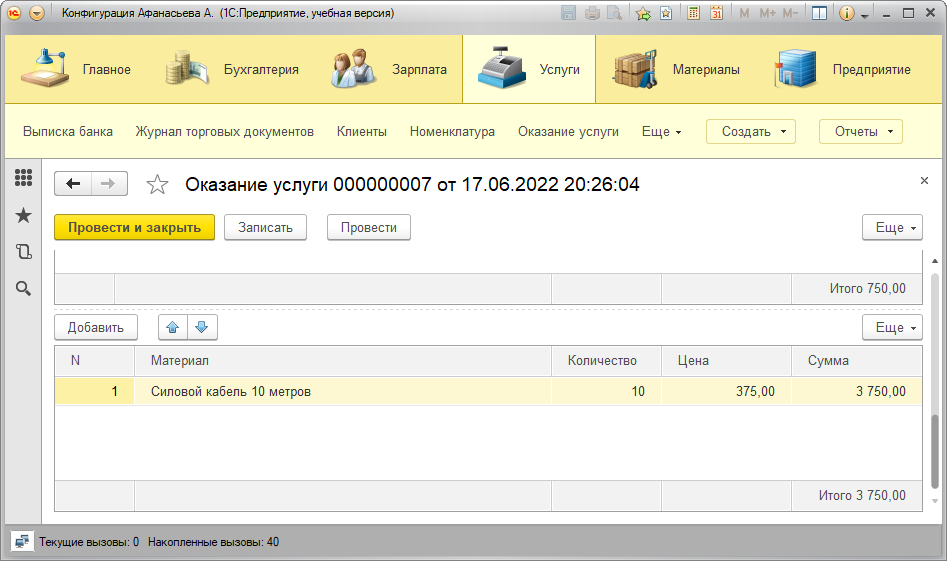 Конфигурация Афанасьева А. (1С:Предприятие, учебная версия)
M M+ M-
31
Главное Бухгалтерия Зарплата Услуги Материалы Предприятие
Выписка банка Журнал торговых документов Клиенты Номенклатура Оказание услуги Еще Создать Отчеты
Оказание услуги 000000007 от 17.06.2022 20:26:04
Провести и закрыть Записать Провести Еще
Итого 750,00
Добавить Еще
N Материал Количество Цена Сумма
1 Силовой кабель 10 метров 10 375,00 3 750,00
Итого 3 750,00
Текущие вызовы: 0 Накопленные вызовы: 40